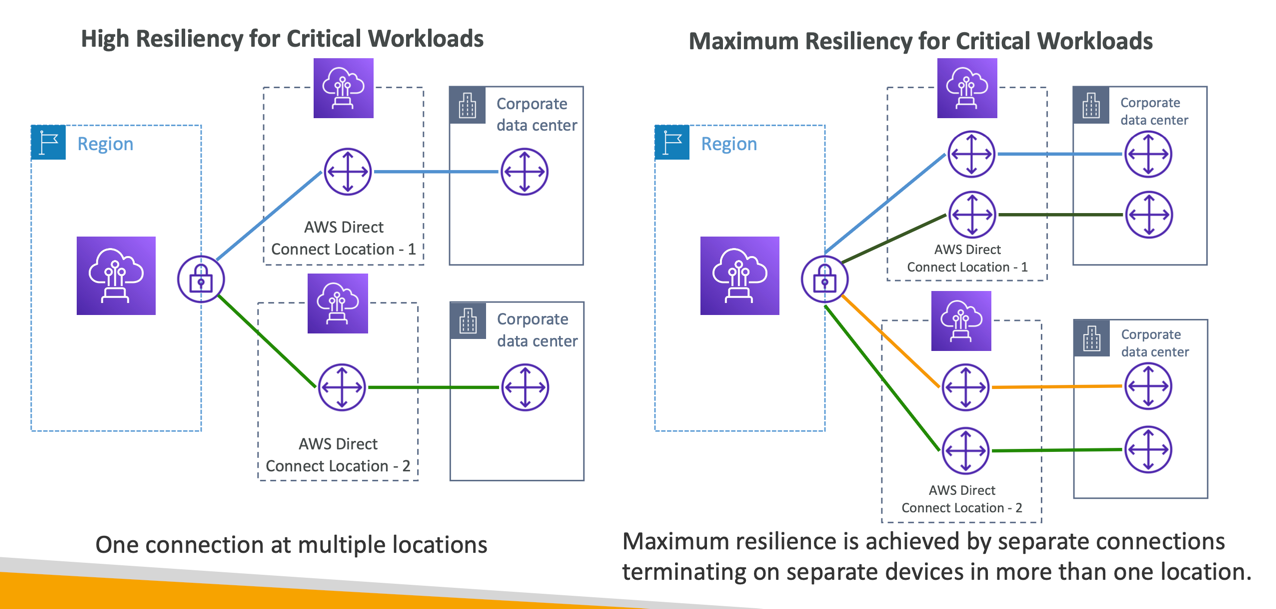 High Resiliency for Critical Workloads
Region
Corporate
data center
AWS Direct
Connect Location - 1
Corporate
data center
AWS Direct
Connect Location - 2
One connection at multiple locations
Maximum Resiliency for Critical Workloads
Region
Corporate
data center
AWS Direct
Connect Location - 1
Corporate
data center
AWS Direct
Connect Location - 2
Maximum resilience is achieved by separate connections
terminating on separate devices in more than one location.